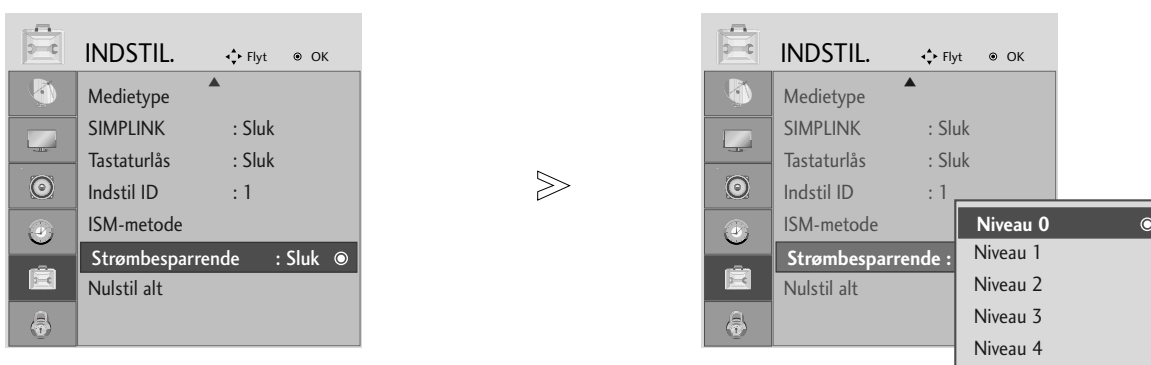 INDSTIL. Flyt OK
Medietype
SIMPLINK : Sluk
Tastaturlås : Sluk
Indstil ID : 1
ISM-metode
Strømbesparrende : Sluk
Nulstil alt
INDSTIL. Flyt OK
Medietype
SIMPLINK : Sluk
Tastaturlås : Sluk
Indstil ID : 1
ISM-metode
Strømbesparrende :
Nulstil alt
Niveau 0
Niveau 1
Niveau 2
Niveau 3
Niveau 4